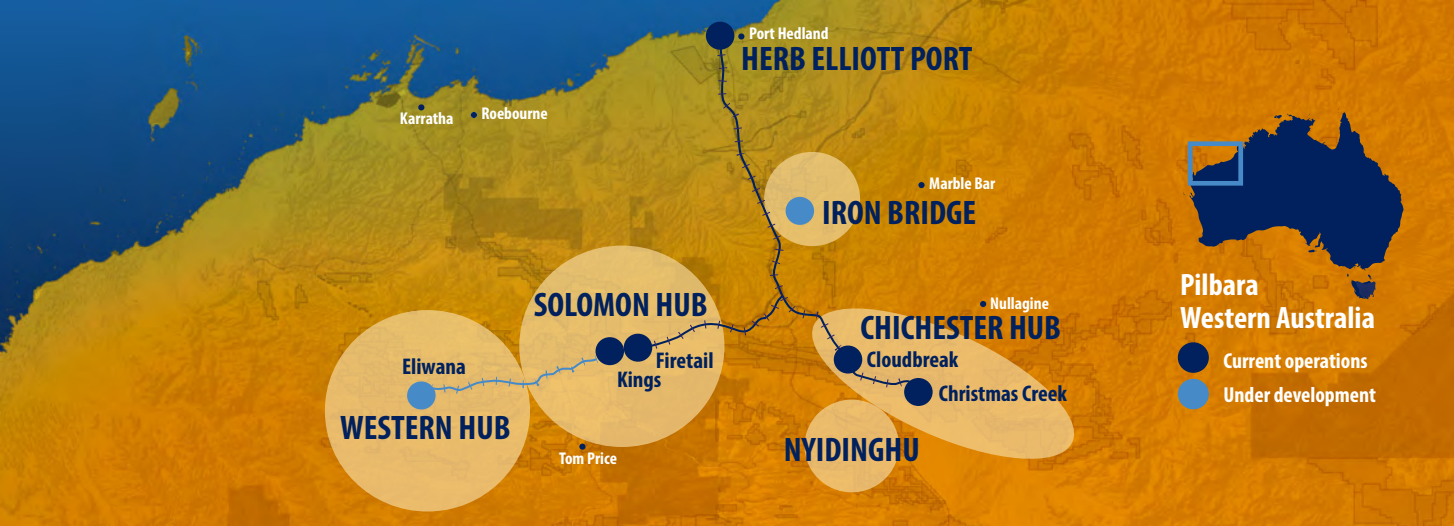 Port Hedland
HERB ELLIOTT PORT
Karratha
Roebourne
Marble Bar
IRON BRIDGE
SOLOMON HUB
Nullagine
CHICHESTER HUB
Eliwana
Firetail
Kings
Cloudbreak
Christmas Creek
WESTERN HUB
Tom Price
NYIDINGHU
Pilbara
Western Australia
Current operations
Under development